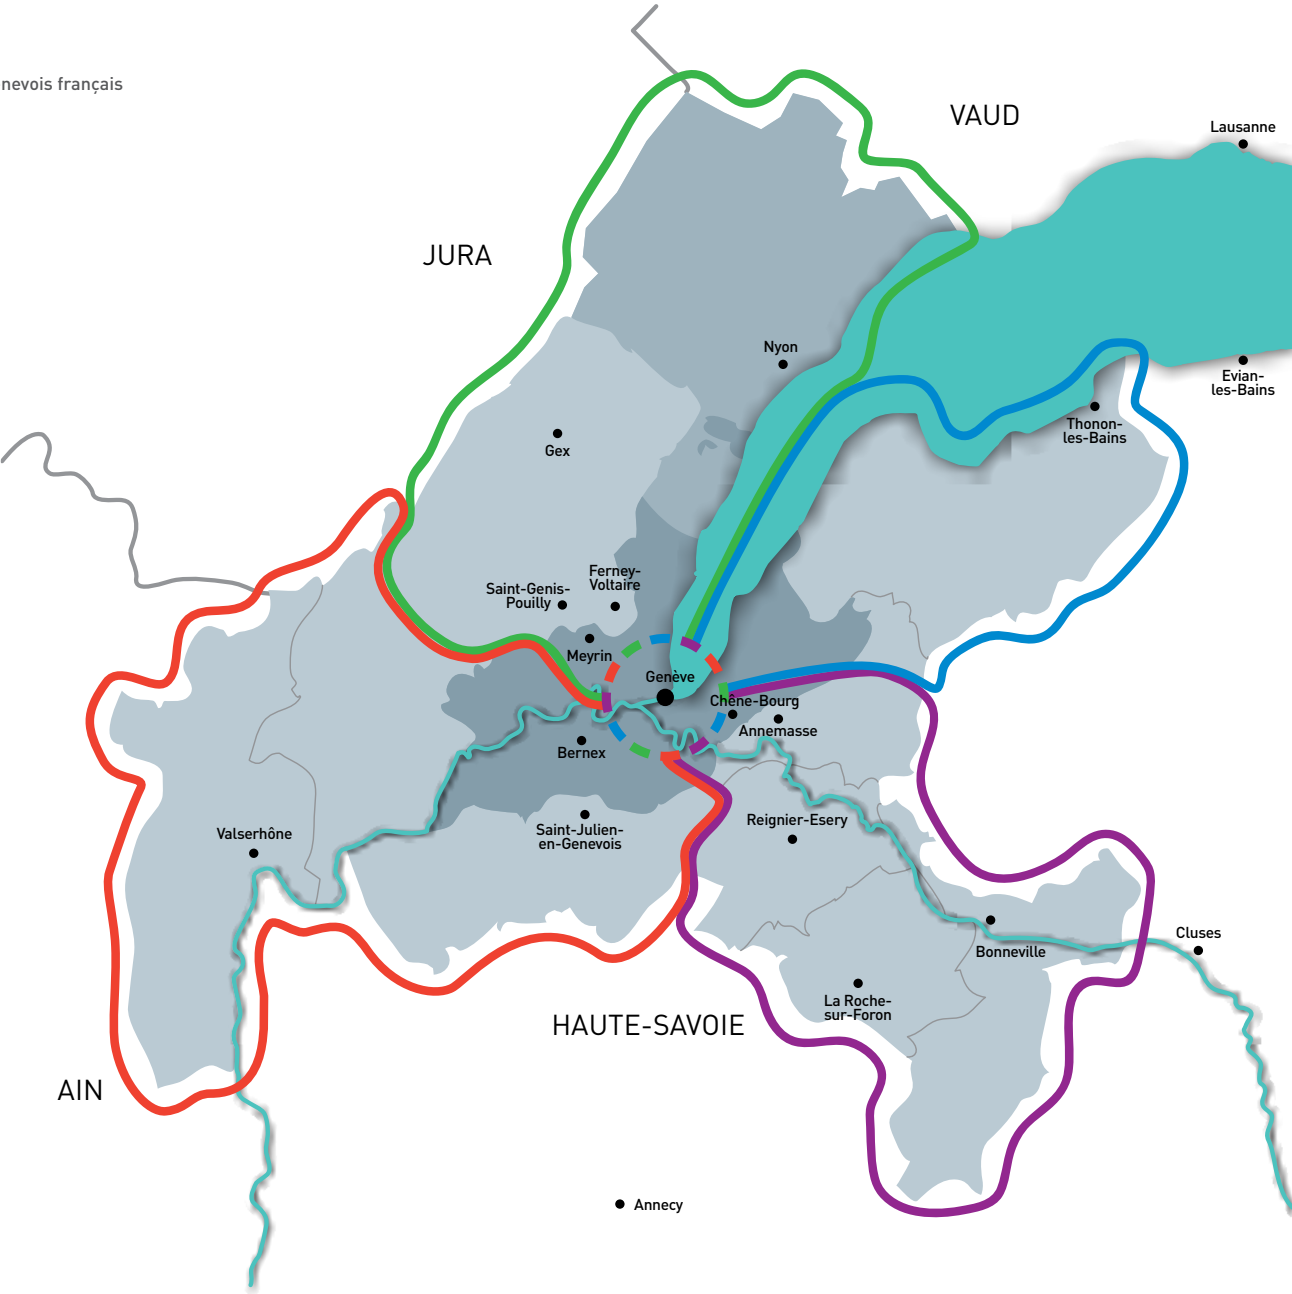 nevois français
VAUD
Lausanne
JURA
Nyon
Evian-
les-Bains
Thonon-
les-Bains
Gex
Ferney-
Voltaire
Saint-Genis-
Pouilly
Meyrin
Genève
Chêne-Bourg
Annemasse
Bernex
Reignier-Esery
Saint-Julien-
en-Genevois
Valserhône
Cluses
Bonneville
La Roche-
sur-Foron
HAUTE-SAVOIE
AIN
Annecy